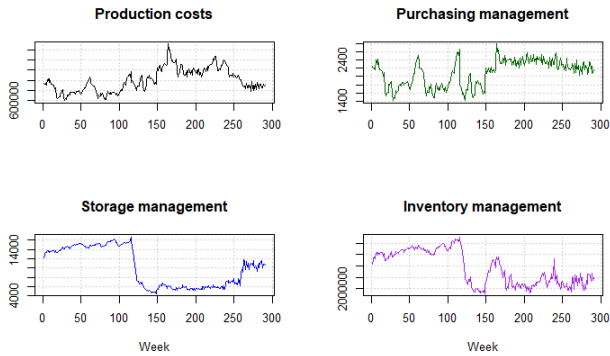 Production costs
600000
0 50 100 150 200 250 300
Purchasing management
1400 2400
0 50 100 150 200 250 300
Storage management
4000 14000
0 50 100 150 200 250 300
Week
Inventory management
2000000
0 50 100 150 200 250 300
Week